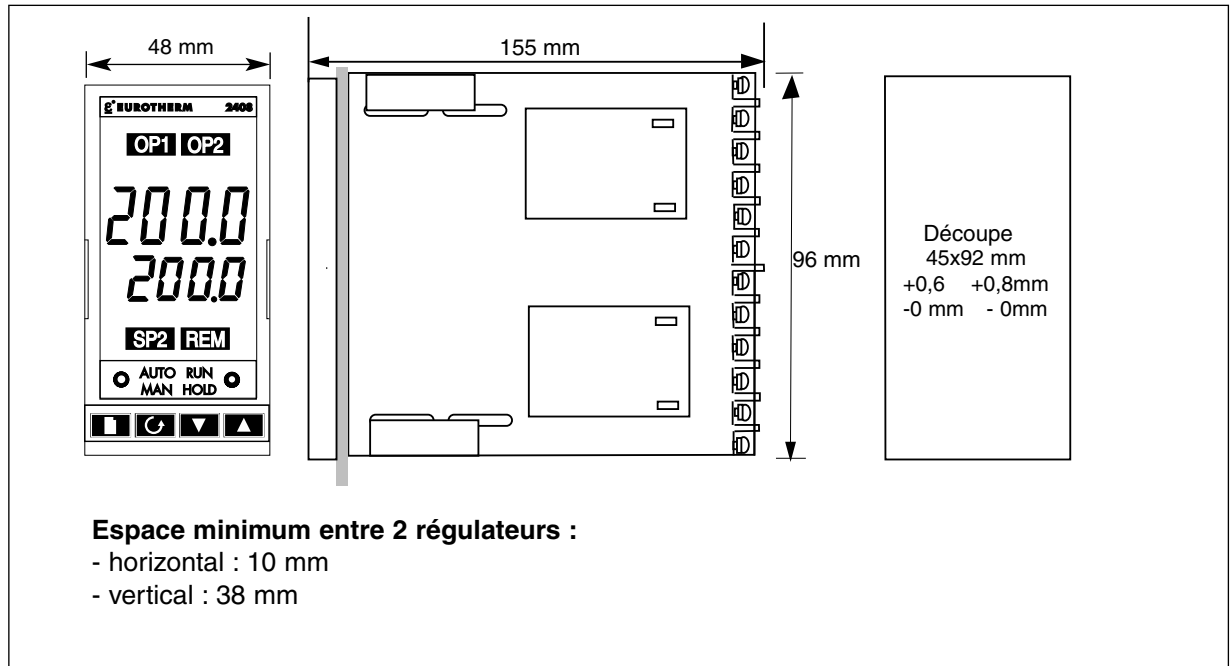 48 mm
155 mm
EUROTHERM 2408
OP1 OP2
200.0
200.0
SP2 REM
AUTO RUN
MAN HOLD
96 mm
Découpe
45x92 mm
+0,6 +0,8mm
-0 mm - 0mm
Espace minimum entre 2 régulateurs :
- horizontal : 10 mm
- vertical : 38 mm